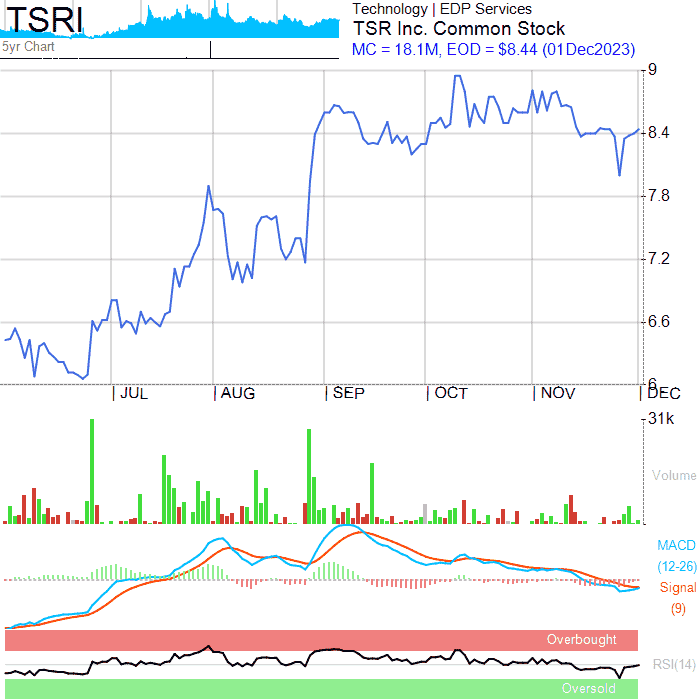 TSRI
5yr Chart
Technology | EDP Services
TSR Inc. Common Stock
MC = 18.1M, EOD = $8.44 (01Dec2023)
9
8.4
7.8
7.2
6.6
6
JUL AUG SEP OCT NOV DEC
31k
Volume
MACD
(12-26)
Signal
(9)
Overbought
RSI(14)
Oversold